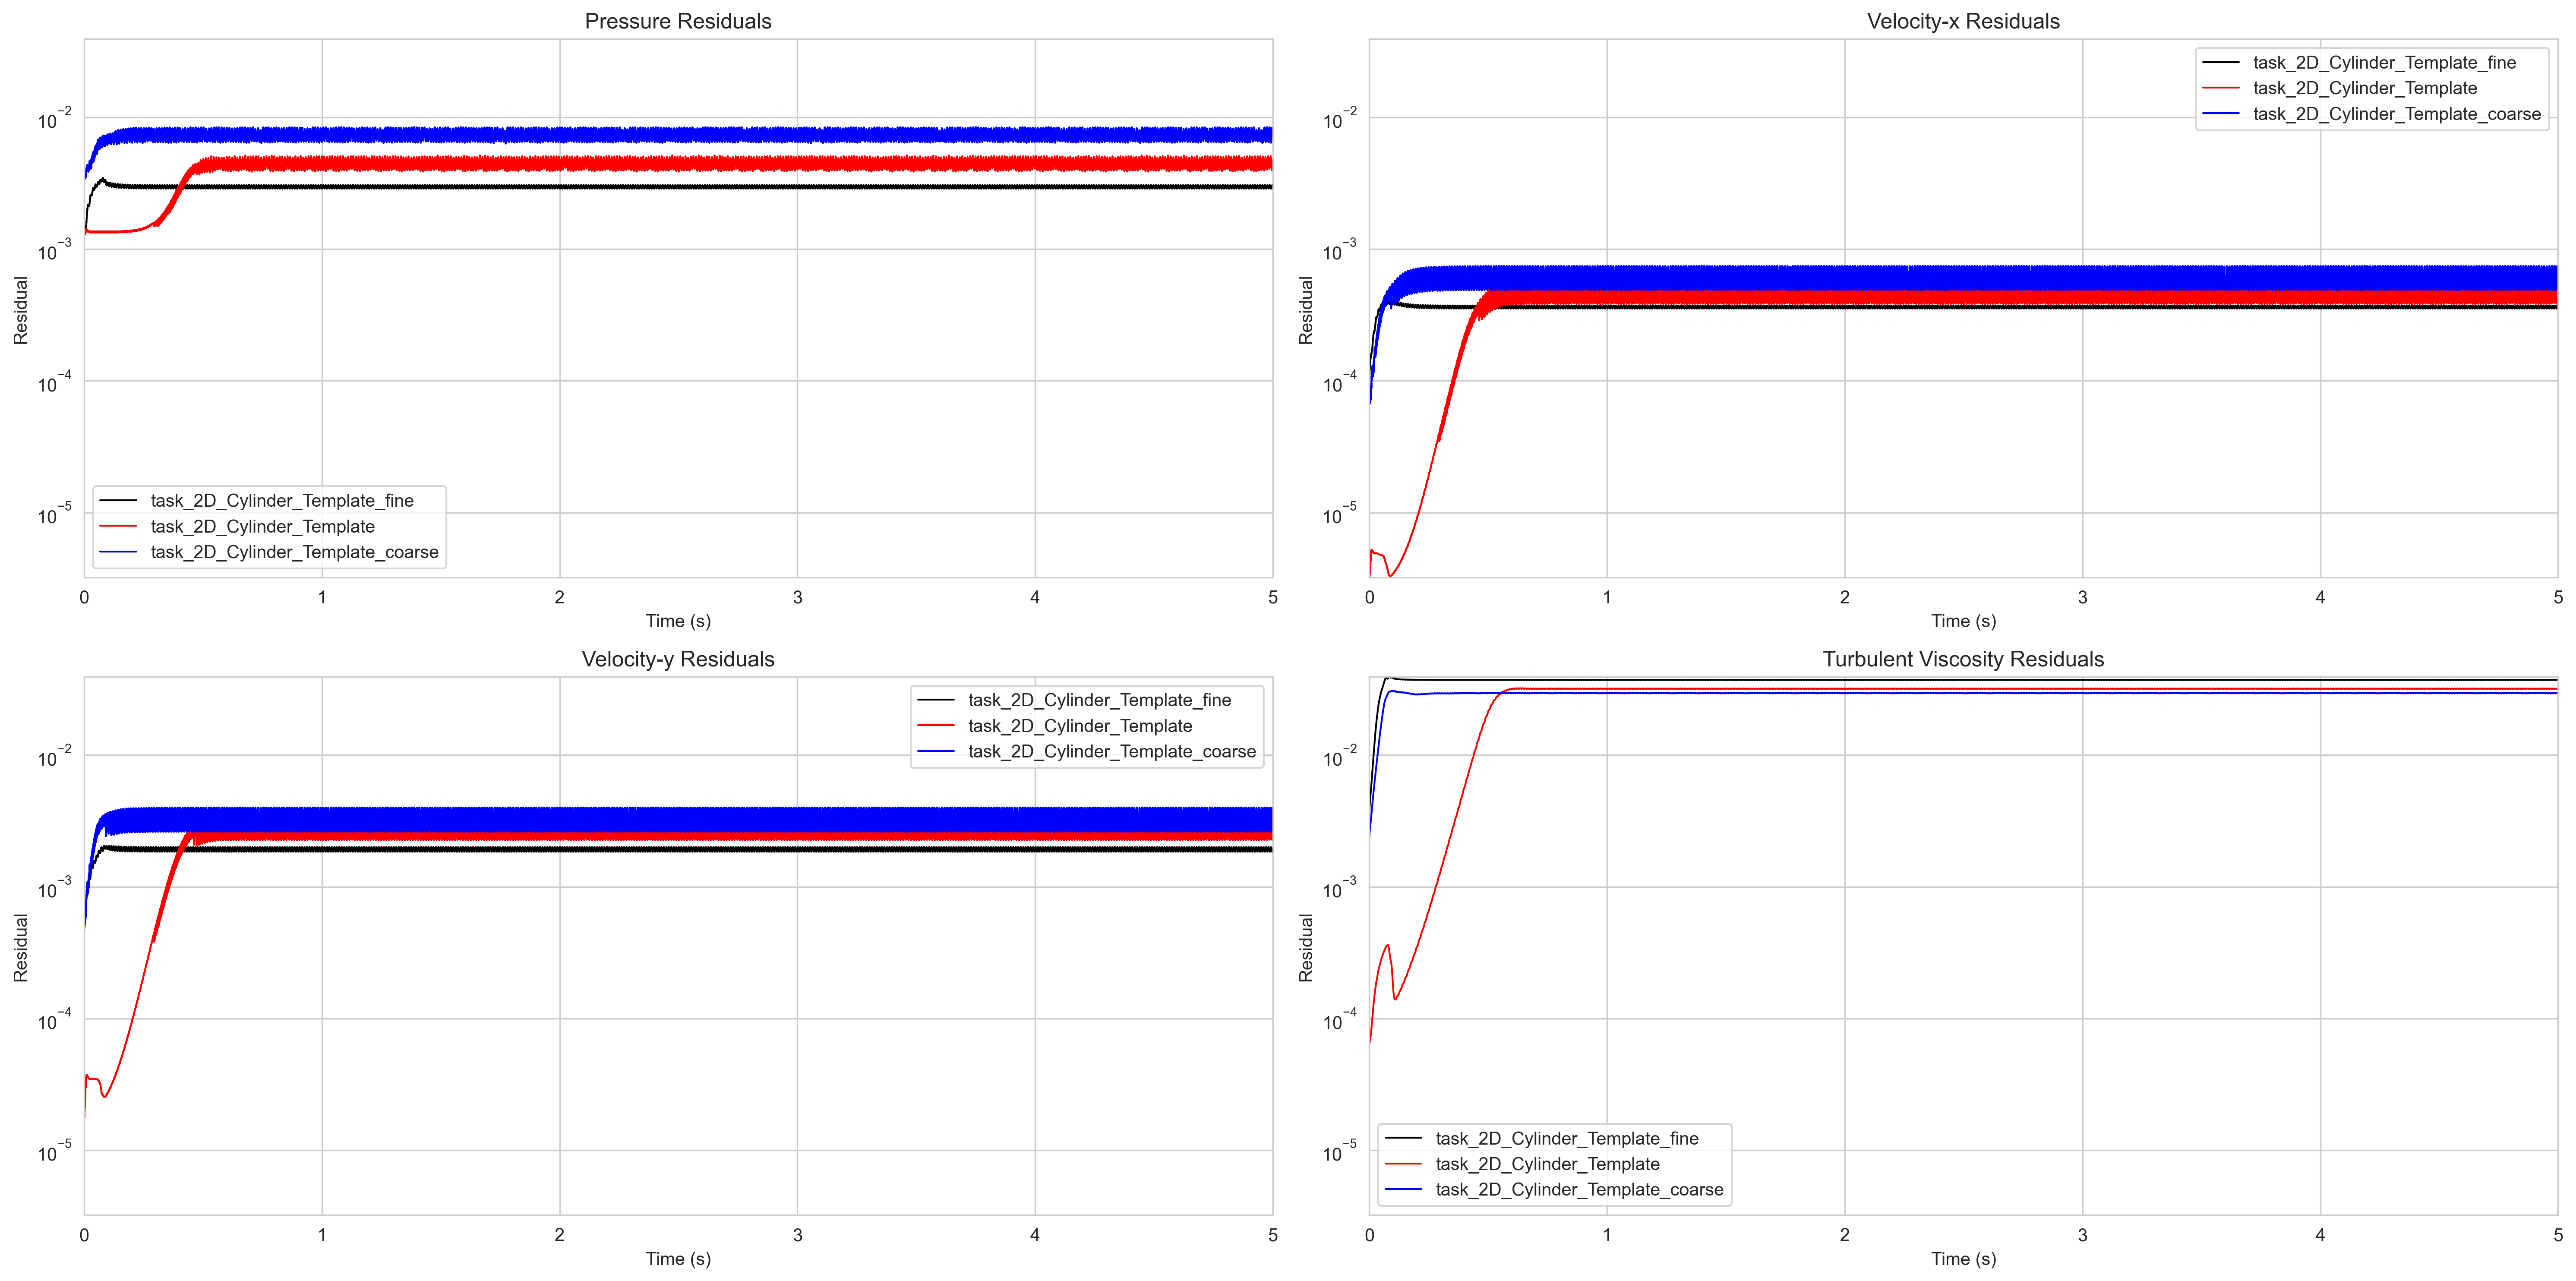 Pressure Residuals
Residual
10⁻²
10⁻³
10⁻⁴
10⁻⁵
task_2D_Cylinder_Template_fine
task_2D_Cylinder_Template
task_2D_Cylinder_Template_coarse
0 1 2 3 4 5
Time (s)
Velocity-x Residuals
Residual
10⁻²
10⁻³
10⁻⁴
10⁻⁵
task_2D_Cylinder_Template_fine
task_2D_Cylinder_Template
task_2D_Cylinder_Template_coarse
0 1 2 3 4 5
Time (s)
Velocity-y Residuals
Residual
10⁻²
10⁻³
10⁻⁴
10⁻⁵
task_2D_Cylinder_Template_fine
task_2D_Cylinder_Template
task_2D_Cylinder_Template_coarse
0 1 2 3 4 5
Time (s)
Turbulent Viscosity Residuals
Residual
10⁻²
10⁻³
10⁻⁴
10⁻⁵
task_2D_Cylinder_Template_fine
task_2D_Cylinder_Template
task_2D_Cylinder_Template_coarse
0 1 2 3 4 5
Time (s)